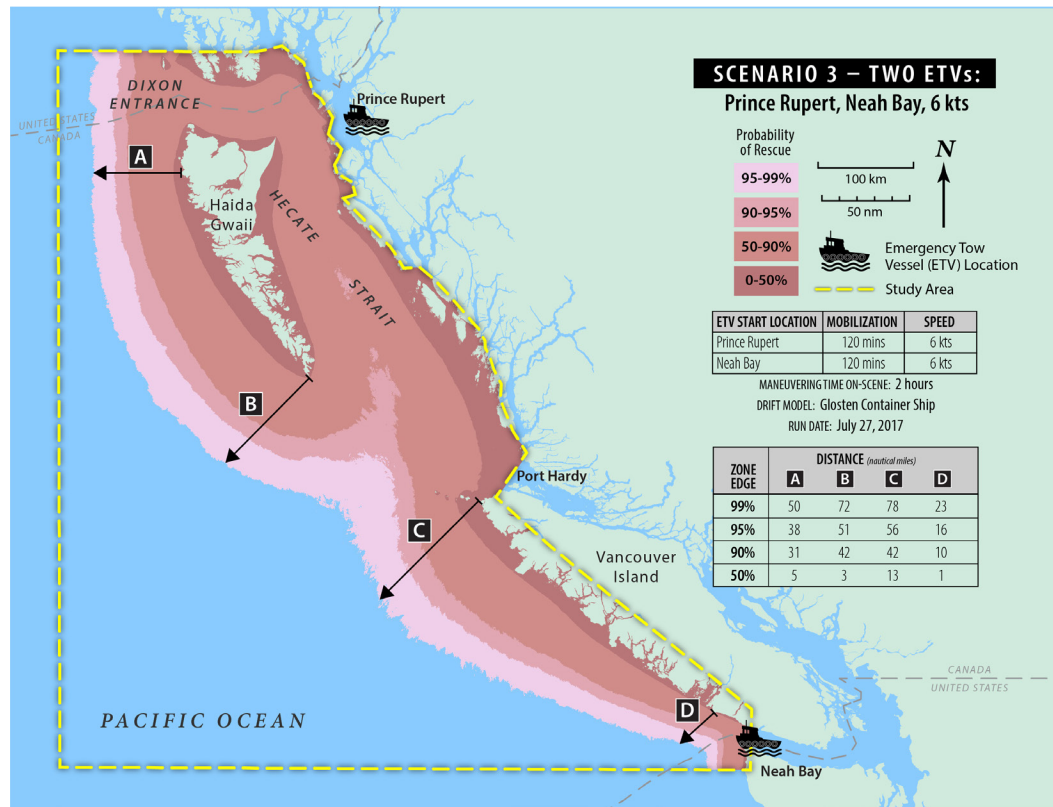 SCENARIO 3 – TWO ETVs:
Prince Rupert, Neah Bay, 6 kts
Probability
of Rescue
95-99%
90-95%
50-90%
0-50%
100 km
50 nm
N
Emergency Tow
Vessel (ETV) Location
Study Area
ETV START LOCATION MOBILIZATION SPEED
Prince Rupert 120 mins 6 kts
Neah Bay 120 mins 6 kts
MANEUVERING TIME ON-SCENE: 2 hours
DRIFT MODEL: Glosten Container Ship
RUN DATE: July 27, 2017
ZONE EDGE DISTANCE (nautical miles)
A B C D
99% 50 72 78 23
95% 38 51 56 16
90% 31 42 42 10
50% 5 3 13 1
DIXON
ENTRANCE
UNITED STATES
CANADA
Prince Rupert
A
Haida
Gwaii
HECATE
STRAIT
B
C
Port Hardy
Vancouver
Island
D
PACIFIC OCEAN
Neah Bay
CANADA
UNITED STATES